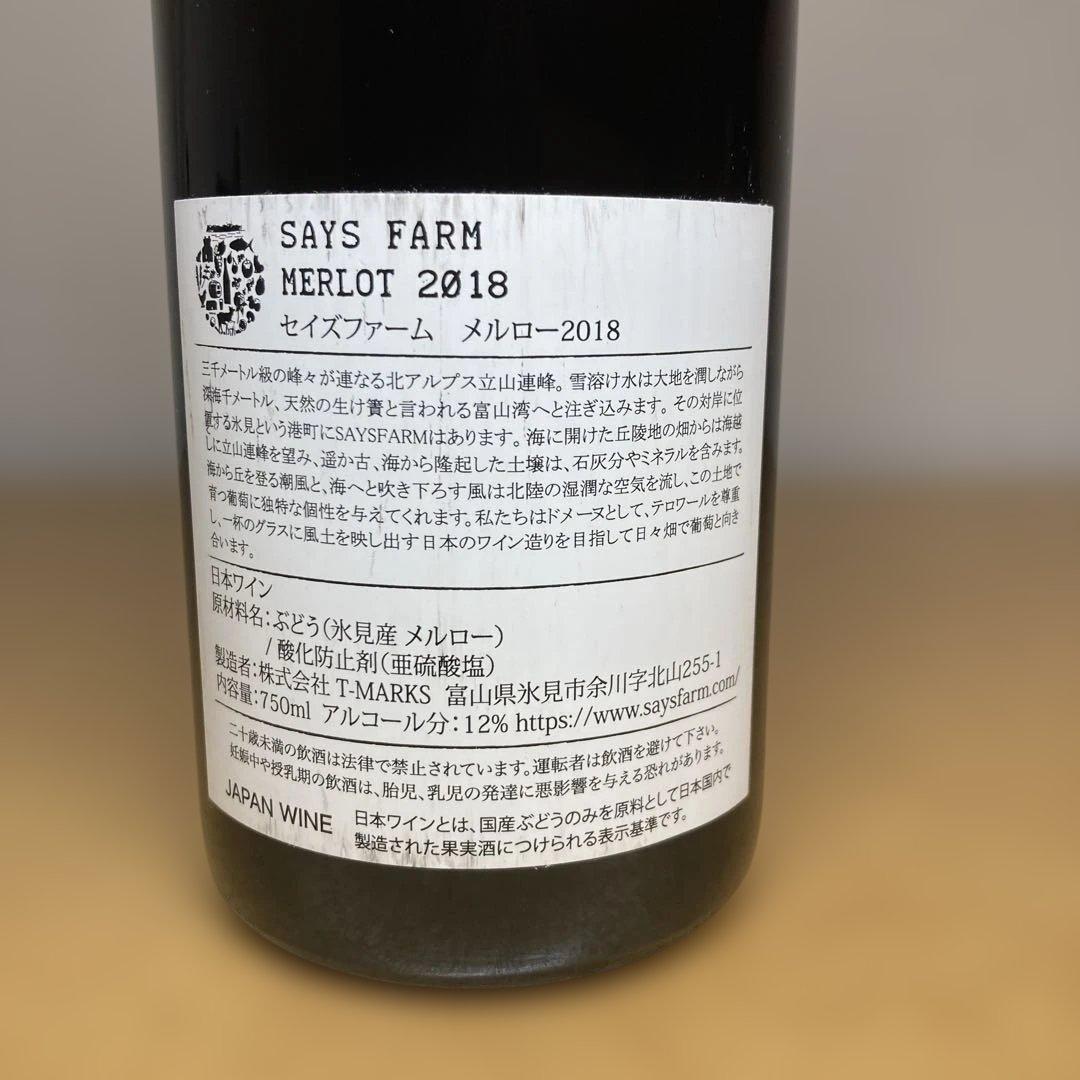 SAYS FARM
MERLOT 2018
セイズファーム メルロー2018
三千メートル級の峰々が連なる北アルプス立山連峰。雪溶け水は大地を潤しながら
深海千メートル、天然の生け簀と言われる富山湾へと注ぎ込みます。その対岸に位
置する氷見という港町にSAYSFARMはあります。海に開けた丘陵地の畑からは海越
しに立山連峰を望み、遥か古、海から隆起した土壌は、石灰分やミネラルを含みます。
海から丘を登る潮風と、海へと吹き下ろす風は北陸の湿潤な空気を流し、この土地で
育つ葡萄に独特な個性を与えてくれます。私たちはドメーヌとして、テロワールを尊重
し、一杯のグラスに風土を映し出す日本のワイン造りを目指して日々畑で葡萄と向き
合います。
日本ワイン
原材料名：ぶどう（氷見産 メルロー）
/ 酸化防止剤（亜硫酸塩）
製造者：株式会社 T-MARKS 富山県氷見市余川字北山255-1
内容量：750ml アルコール分：12% https://www.saysfarm.com/
二十歳未満の飲酒は法律で禁止されています。運転者は飲酒を避けて下さい。
妊娠中や授乳期の飲酒は、胎児、乳児の発達に悪影響を与える恐れがあります。
JAPAN WINE 日本ワインとは、国産ぶどうのみを原料として日本国内で
製造された果実酒につけられる表示基準です。